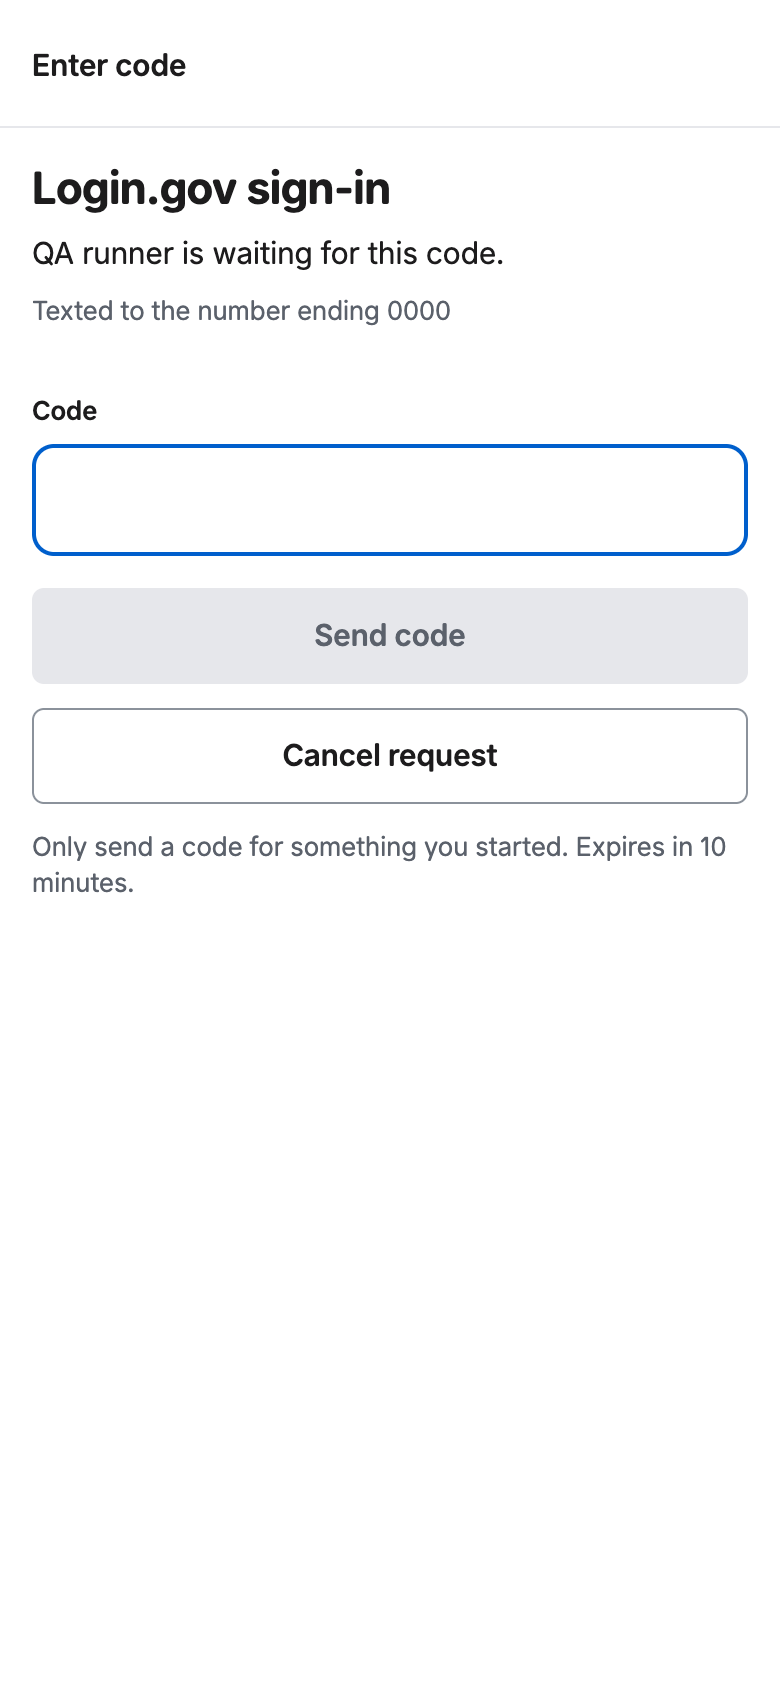 Enter code
Login.gov sign-in
QA runner is waiting for this code.
Texted to the number ending 0000
Code
Send code
Cancel request
Only send a code for something you started. Expires in 10
minutes.